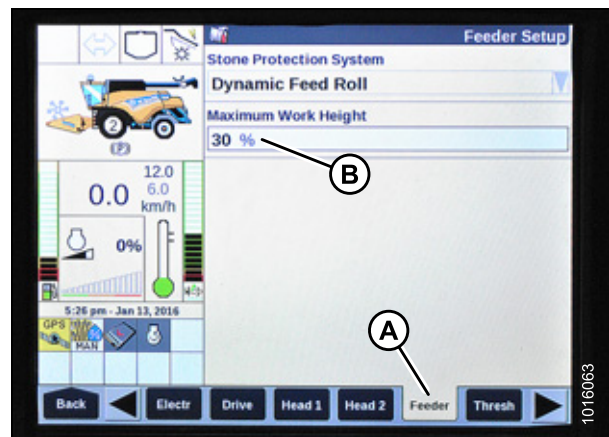 Feeder Setup
Stone Protection System
Dynamic Feed Roll
Maximum Work Height
30 %
B
2
(P)
12.0
0.0 6.0
km/h
0%
5:26 pm - Jan 13, 2016
GPS
MAN
A
Back Electr Drive Head 1 Head 2 Feeder Thresh
1016063